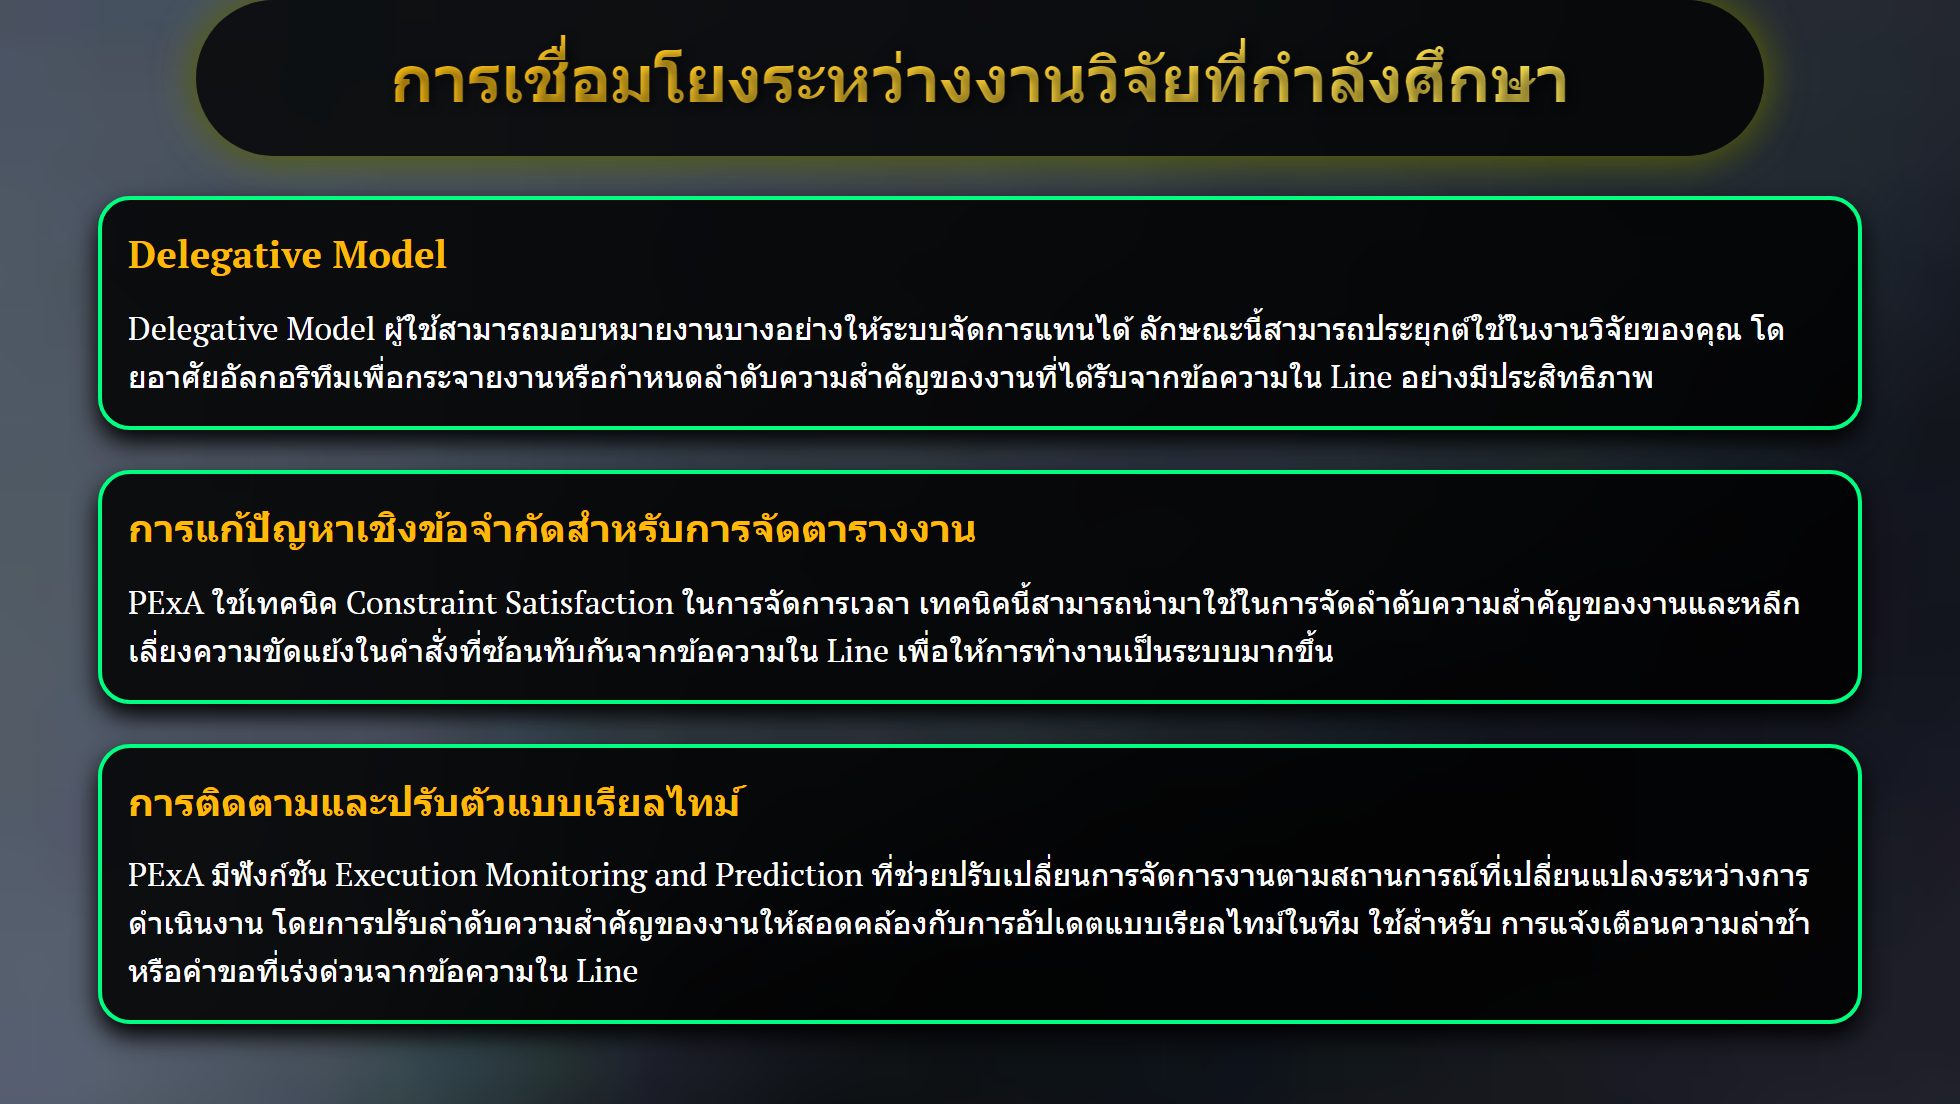 การเชื่อมโยงระหว่างงานวิจัยที่กำลังศึกษา
Delegative Model
Delegative Model ผู้ใช้สามารถมอบหมายงานบางอย่างให้ระบบจัดการแทนได้ ลักษณะนี้สามารถประยุกต์ใช้ในงานวิจัยของคุณ โด
ยอาศัยอัลกอริทึมเพื่อกระจายงานหรือกำหนดลำดับความสำคัญของงานที่ได้รับจากข้อความใน Line อย่างมีประสิทธิภาพ
การแก้ปัญหาเชิงข้อจำกัดสำหรับการจัดตารางงาน
PExA ใช้เทคนิค Constraint Satisfaction ในการจัดการเวลา เทคนิคนี้สามารถนำมาใช้ในการจัดลำดับความสำคัญของงานและหลีก
เลี่ยงความขัดแย้งในคำสั่งที่ซ้อนทับกันจากข้อความใน Line เพื่อให้การทำงานเป็นระบบมากขึ้น
การติดตามและปรับตัวแบบเรียลไทม์
PExA มีฟังก์ชัน Execution Monitoring and Prediction ที่ช่วยปรับเปลี่ยนการจัดการงานตามสถานการณ์ที่เปลี่ยนแปลงระหว่างการ
ดำเนินงาน โดยการปรับลำดับความสำคัญของงานให้สอดคล้องกับการอัปเดตแบบเรียลไทม์ในทีม ใช้สำหรับ การแจ้งเตือนความล่าช้า
หรือคำขอที่เร่งด่วนจากข้อความใน Line